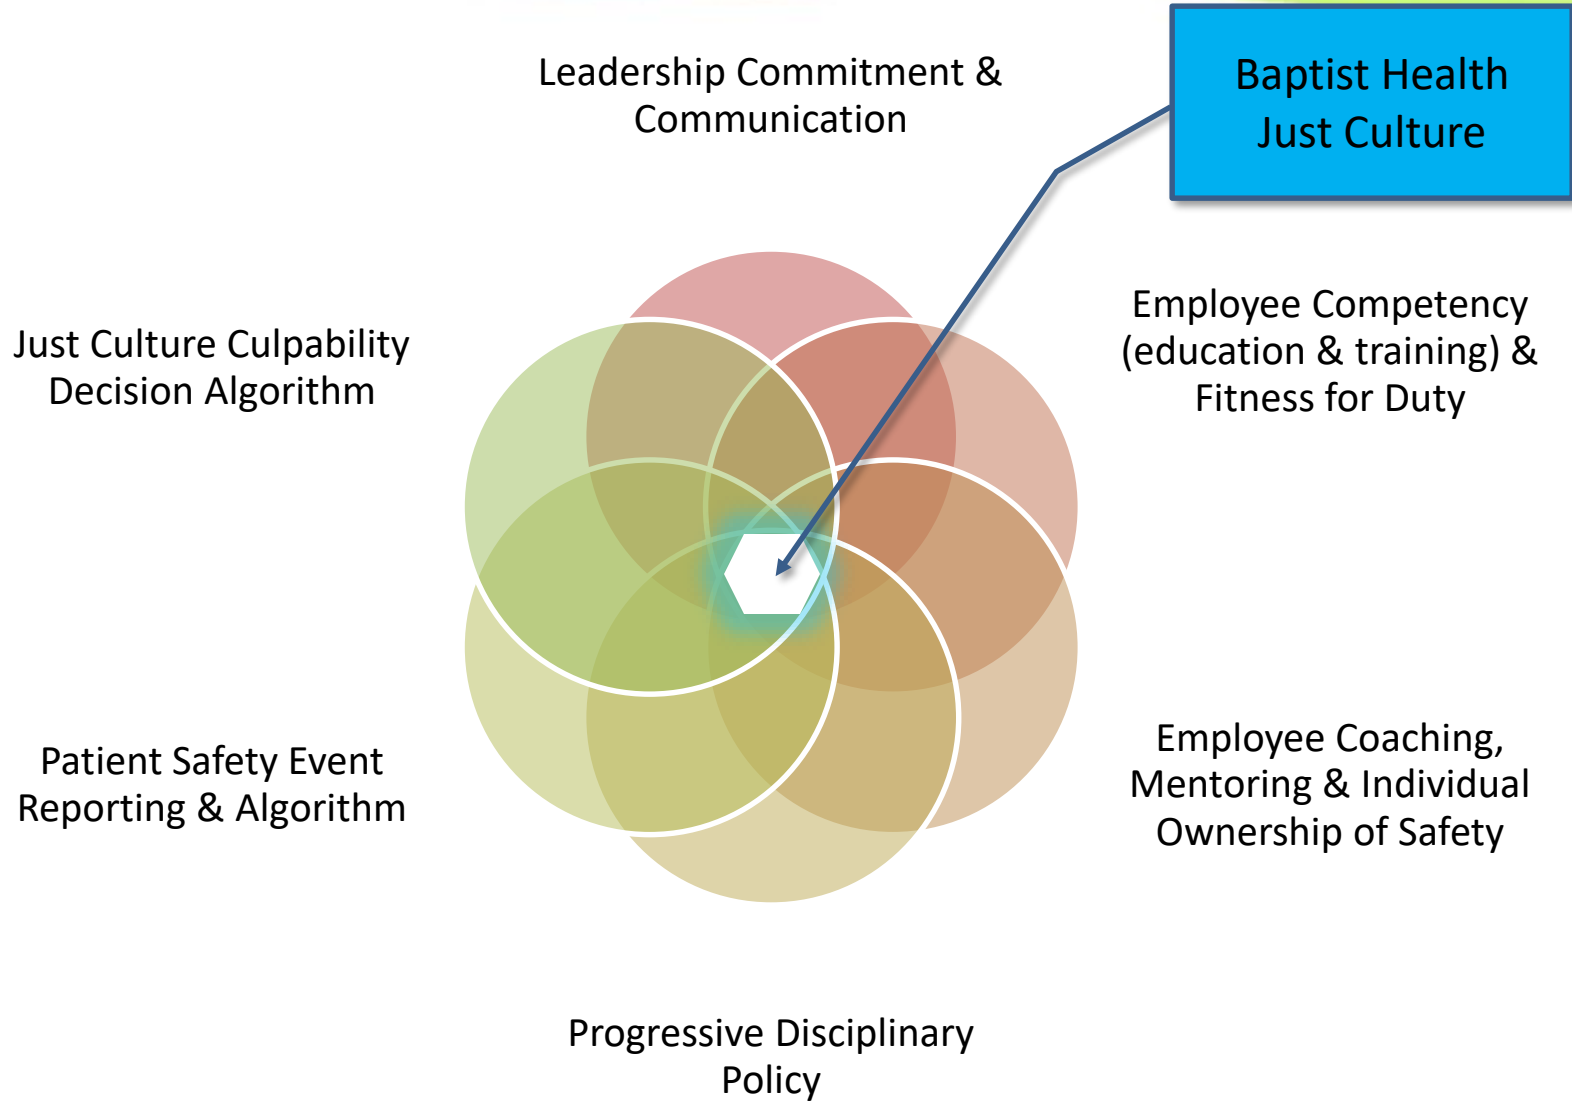 Leadership Commitment &
Communication
Baptist Health
Just Culture
Employee Competency
(education & training) &
Fitness for Duty
Just Culture Culpability
Decision Algorithm
Employee Coaching,
Mentoring & Individual
Ownership of Safety
Patient Safety Event
Reporting & Algorithm
Progressive Disciplinary
Policy